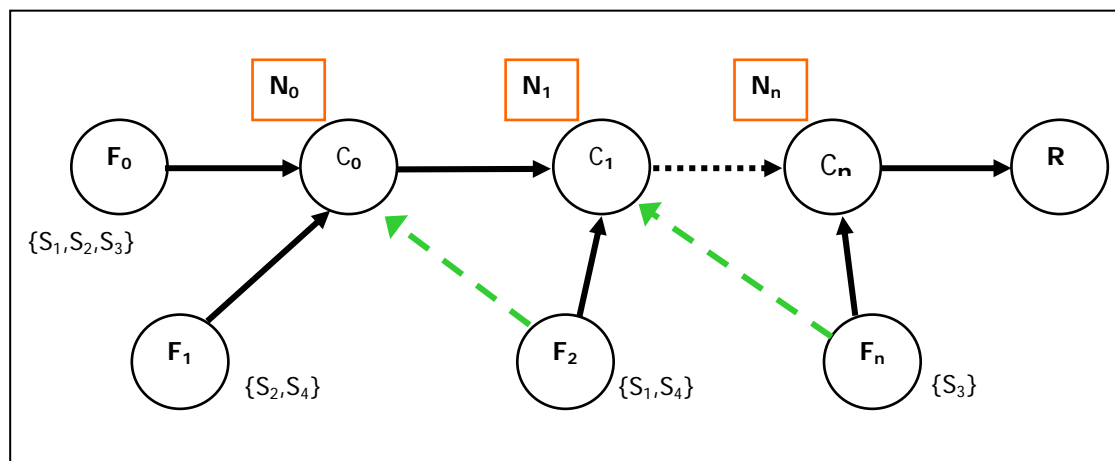 N₀ N₁ Nₙ
F₀ C₀ C₁ Cₙ R
{S₁,S₂,S₃}
F₁ F₂ Fₙ
{S₂,S₄} {S₁,S₄} {S₃}